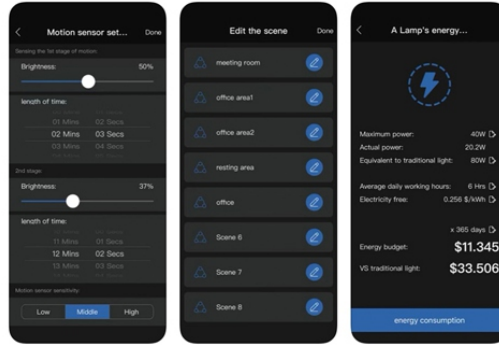 Motion sensor set...
Done
Sensing the 1st stage of motion:
Brightness:
50%
length of time:
01 Mins 02 Secs
02 Mins 03 Secs
03 Mins 04 Secs
2nd stage:
Brightness:
37%
length of time:
11 Mins 01 Secs
12 Mins 02 Secs
13 Mins 03 Secs
Motion sensor sensitivity
Low Middle High
Edit the scene
Done
meeting room
office area1
office area2
resting area
office
Scene 6
Scene 7
Scene 8
A Lamp's energy...
Maximum power: 40W
Actual power: 20.2W
Equivalent to traditional light: 80W
Average daily working hours: 6 Hrs
Electricity free: 0.256 $/kWh
x 365 days
Energy budget: $11.345
VS traditional light: $33.506
energy consumption